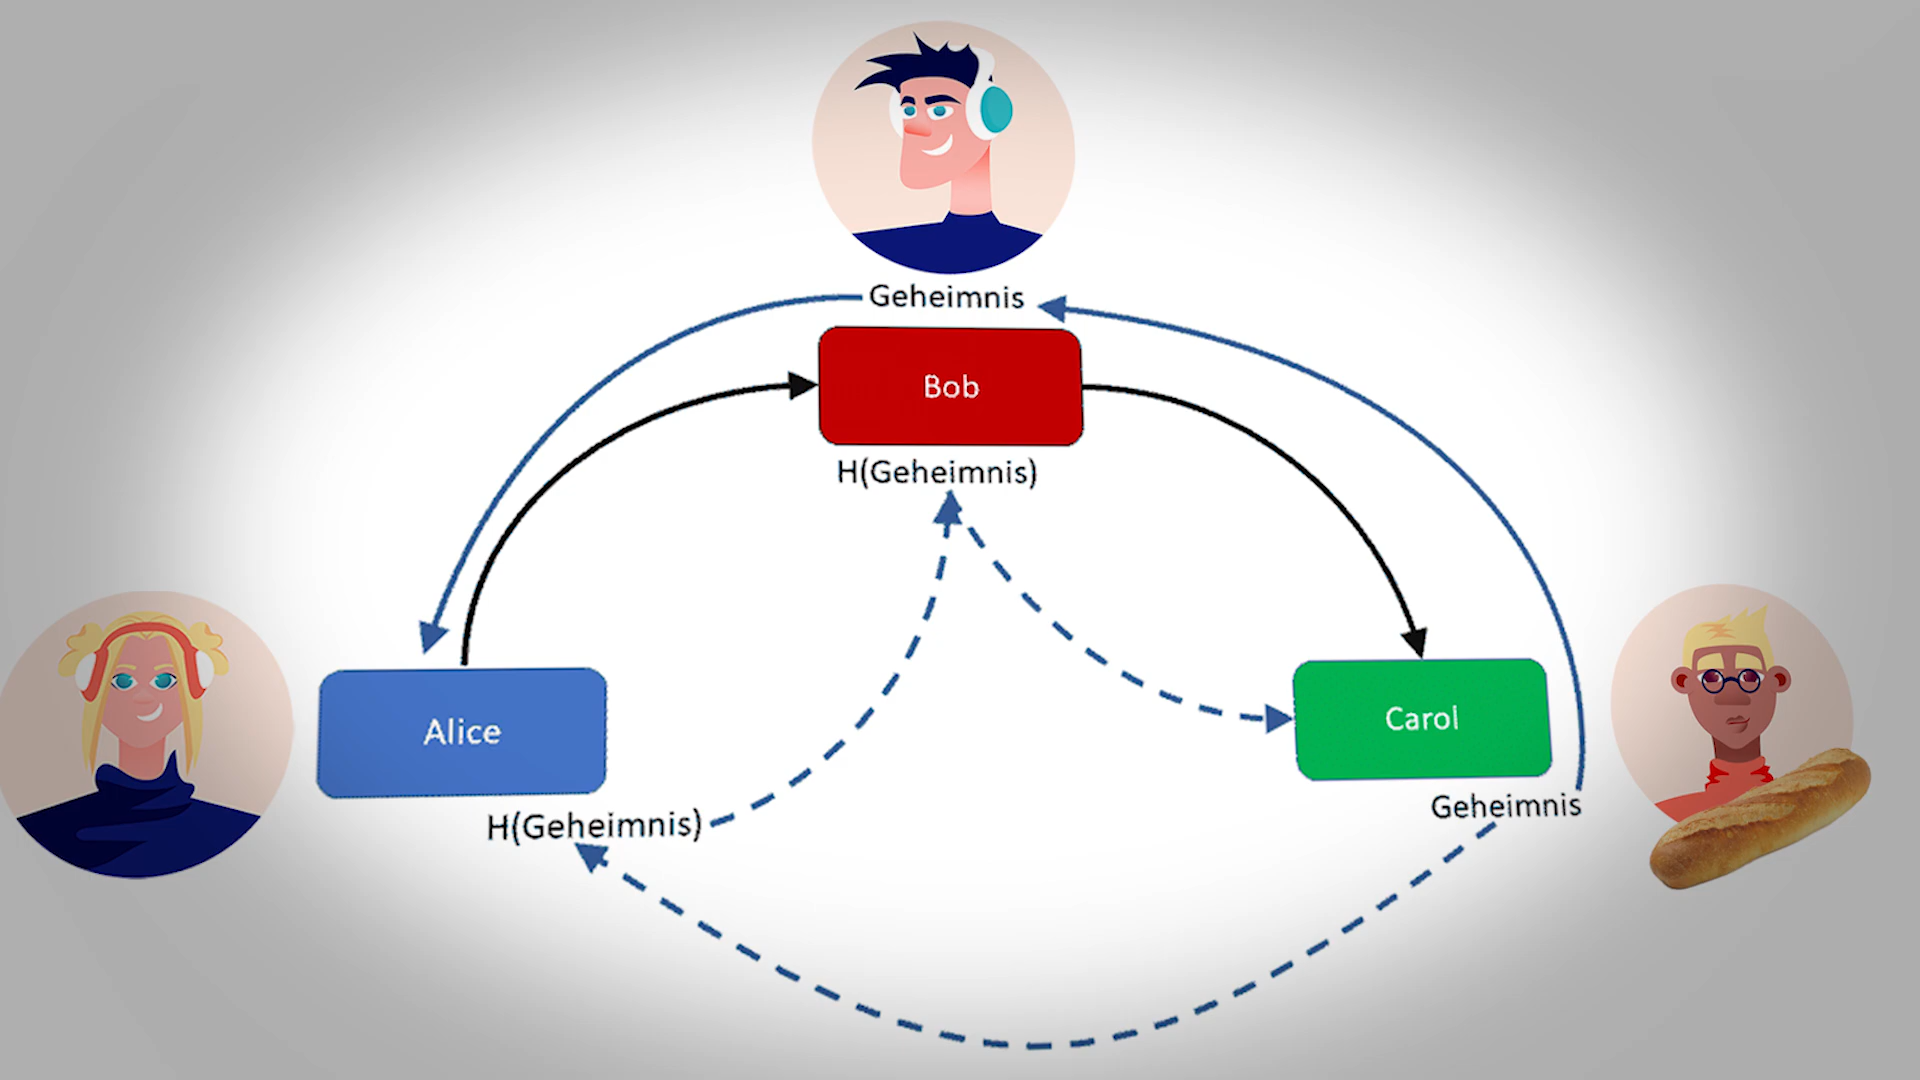 Geheimnis
Bob
H(Geheimnis)
Alice
Carol
H(Geheimnis)
Geheimnis